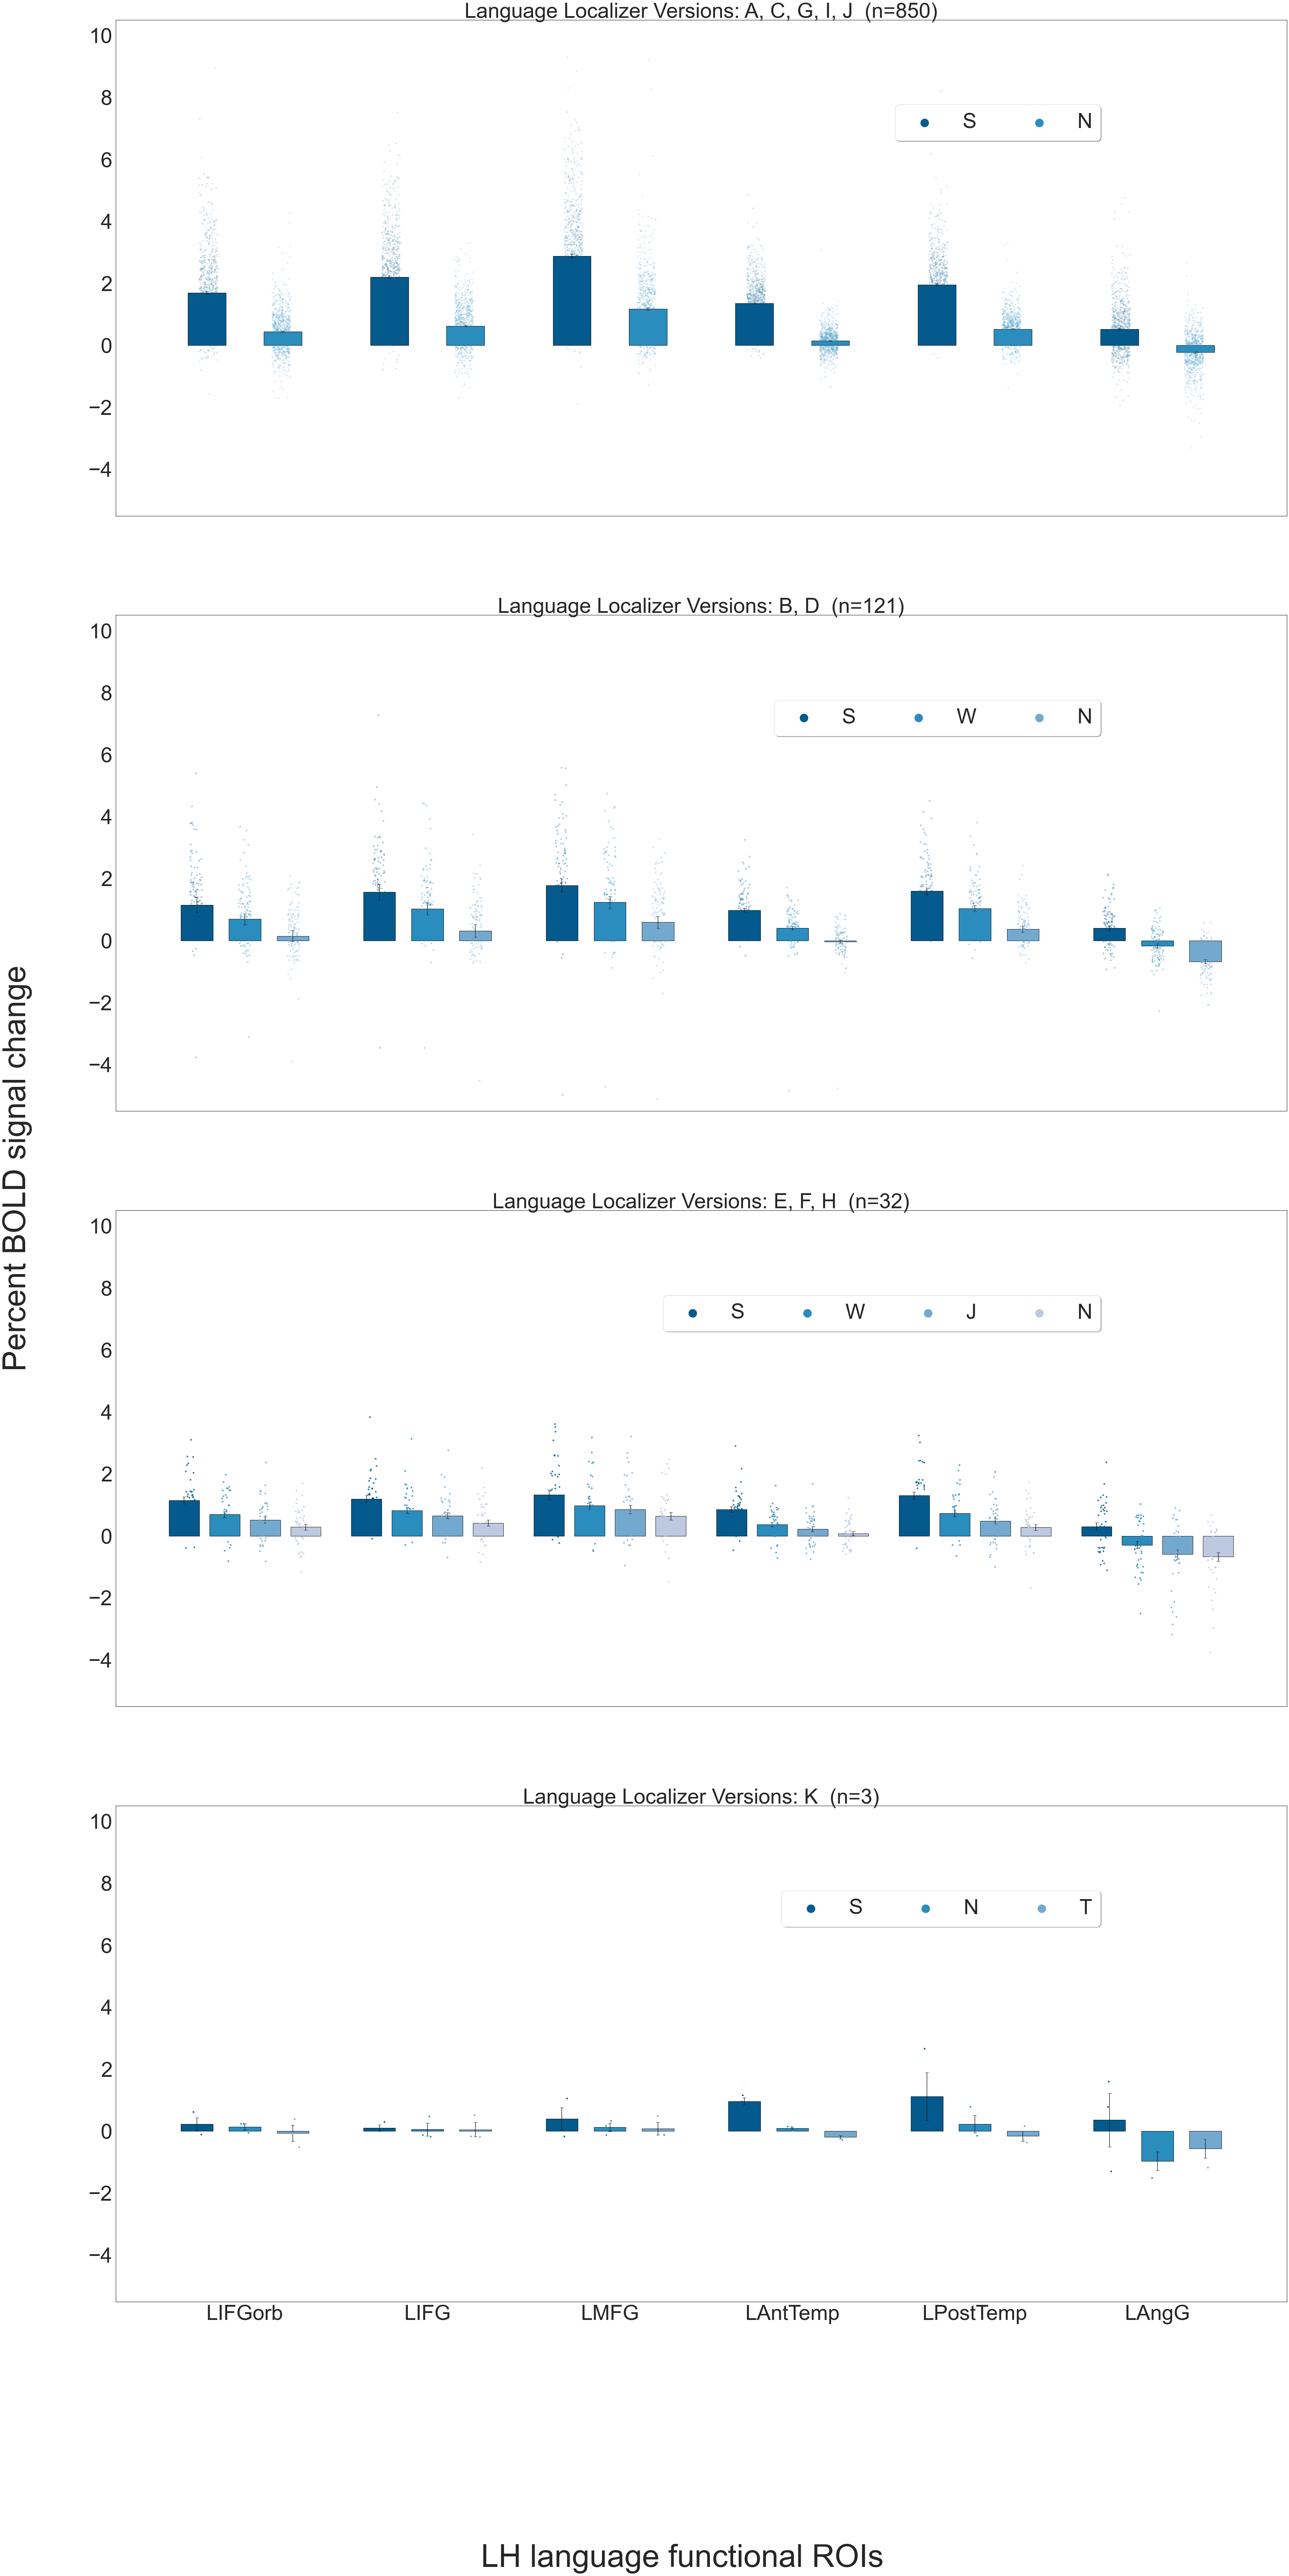 Language Localizer Versions: A, C, G, I, J (n=850)
10
8
6
4
2
0
−2
−4
S N
Language Localizer Versions: B, D (n=121)
10
8
6
4
2
0
−2
−4
S W N
Percent BOLD signal change
Language Localizer Versions: E, F, H (n=32)
10
8
6
4
2
0
−2
−4
S W J N
Language Localizer Versions: K (n=3)
10
8
6
4
2
0
−2
−4
S N T
LIFGorb LIFG LMFG LAntTemp LPostTemp LAngG
LH language functional ROIs